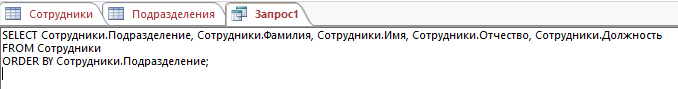 Сотрудники Подразделения Запрос1
SELECT Сотрудники.Подразделение, Сотрудники.Фамилия, Сотрудники.Имя, Сотрудники.Отчество, Сотрудники.Должность
FROM Сотрудники
ORDER BY Сотрудники.Подразделение;